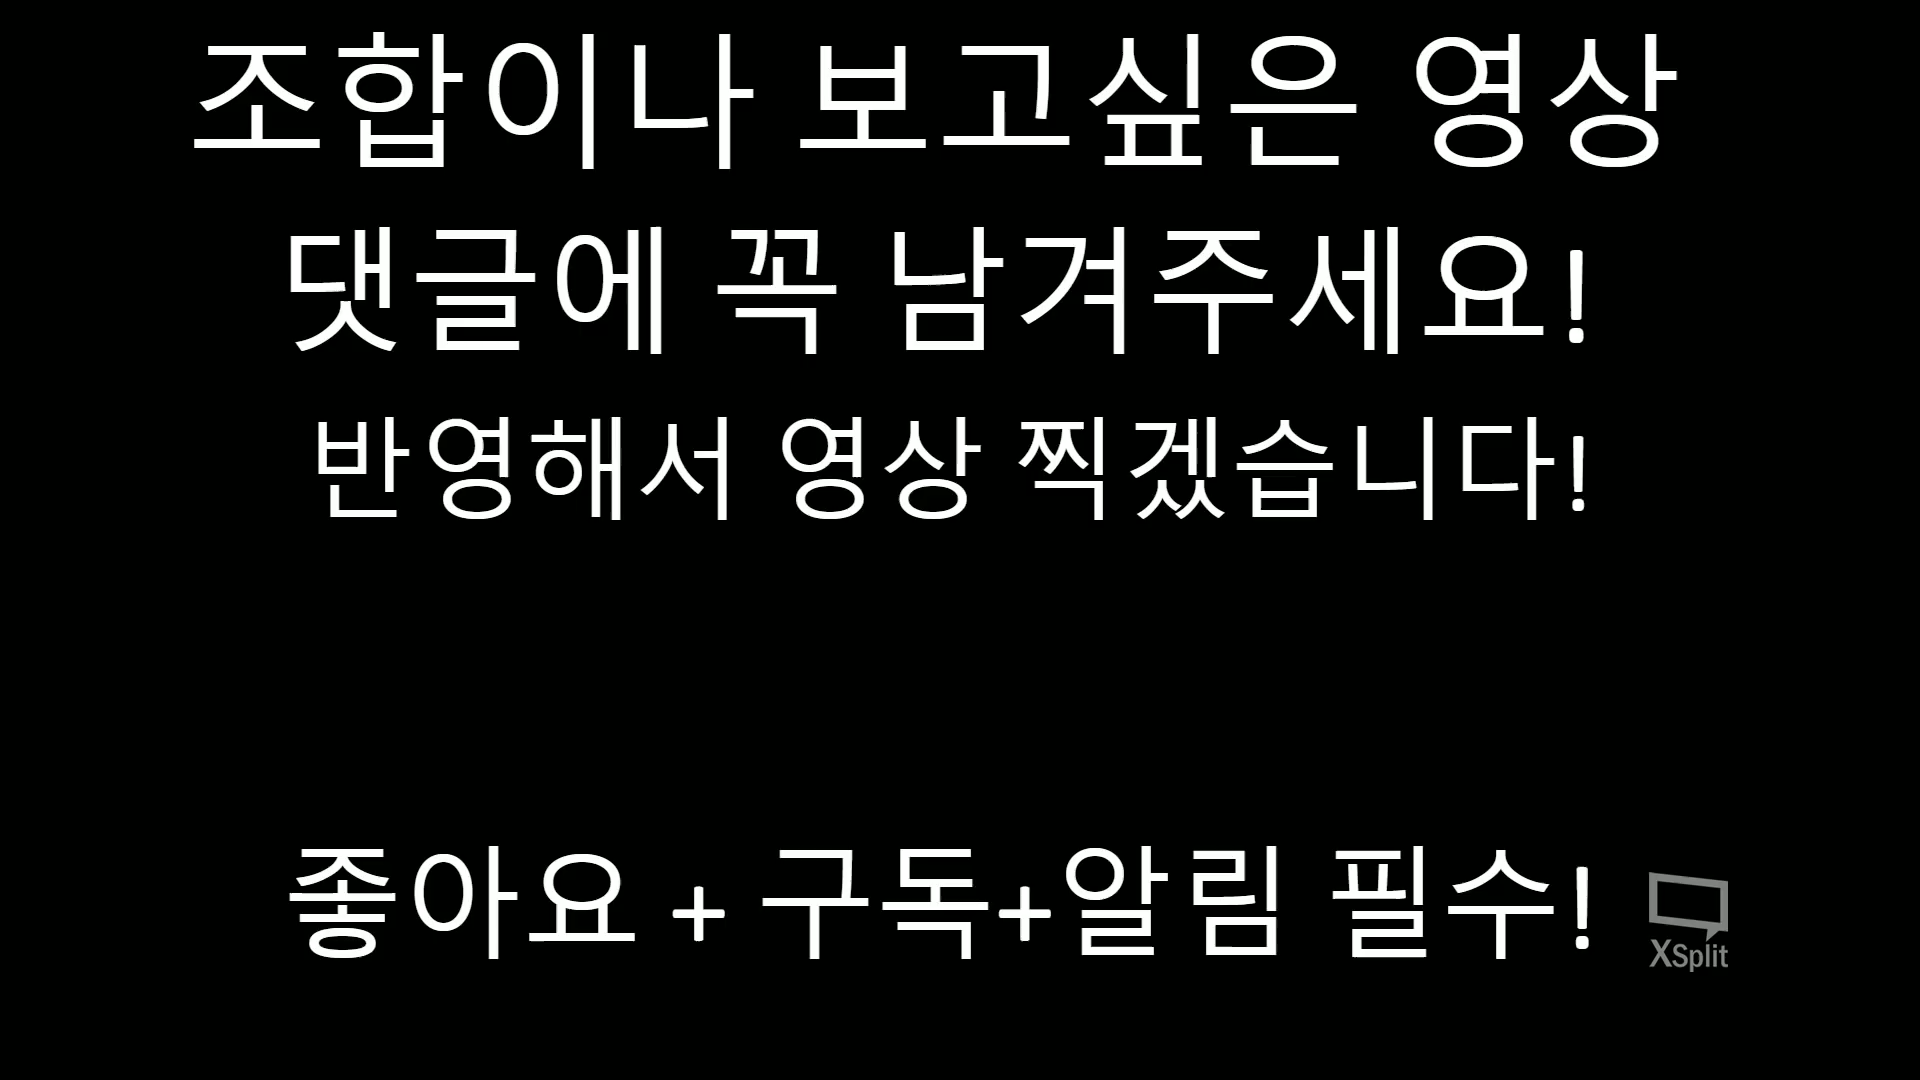 조합이나 보고싶은 영상
댓글에 꼭 남겨주세요!
반영해서 영상 찍겠습니다!
좋아요 + 구독+알림 필수!
XSplit